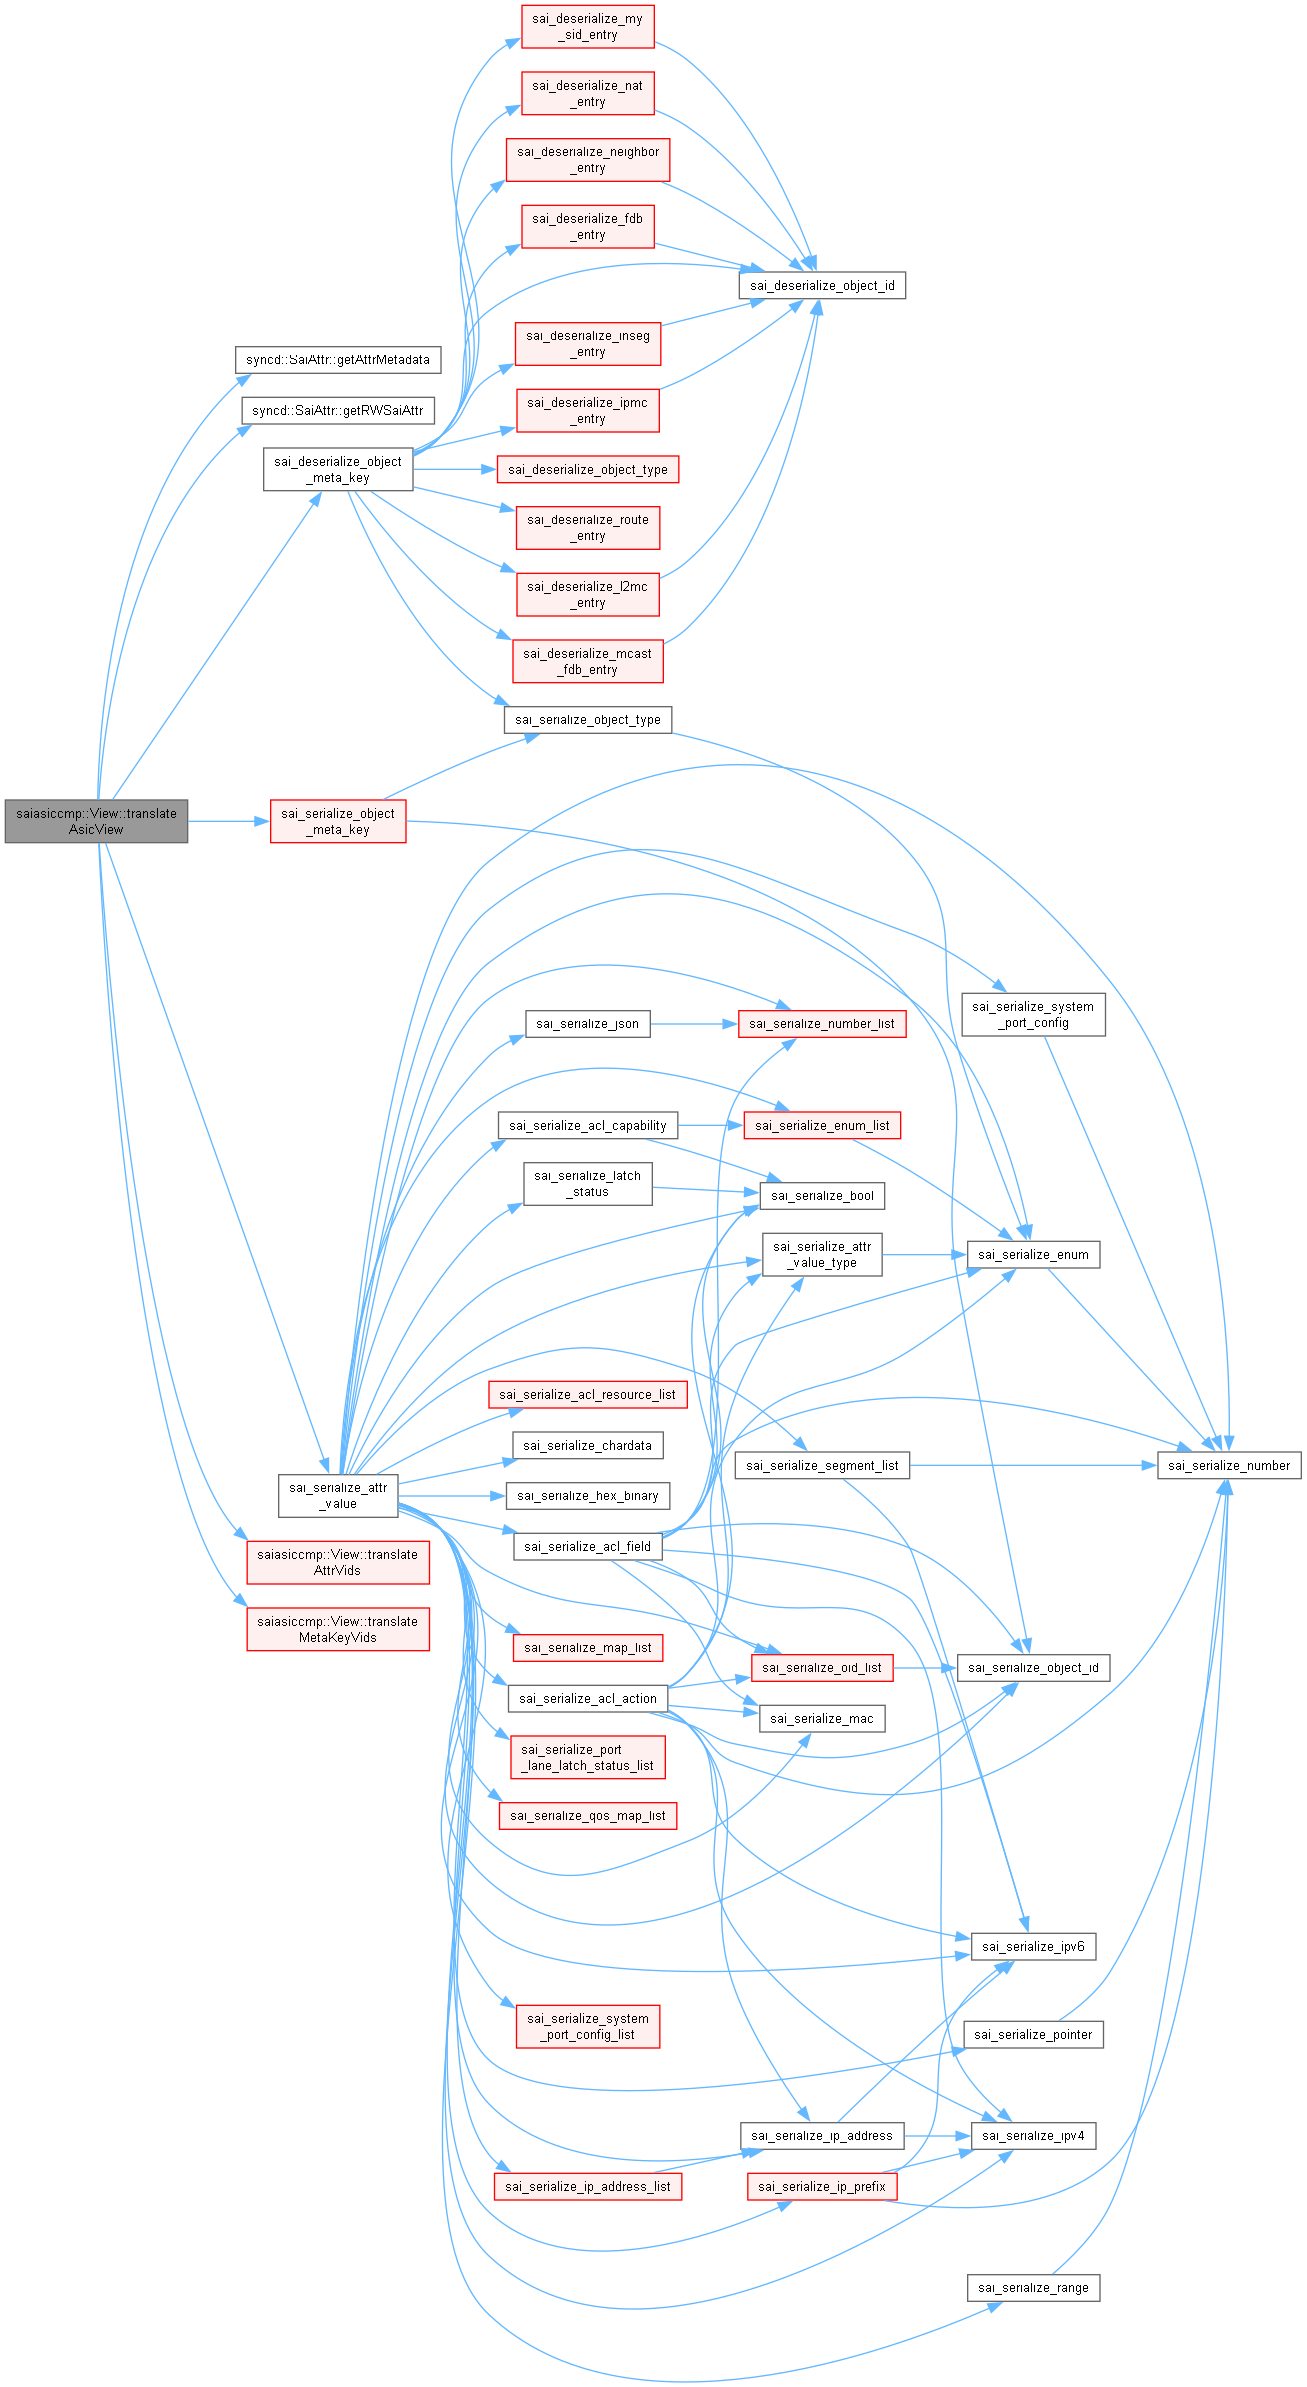 sai_deserialize_my
_sid_entry
sai_deserialize_nat
_entry
sai_deserialize_neighbor
_entry
sai_deserialize_fdb
_entry
sai_deserialize_object_id
sai_deserialize_inseg
_entry
syncd::SaiAttr::getAttrMetadata
sai_deserialize_ipmc
_entry
syncd::SaiAttr::getRWSaiAttr
sai_deserialize_object
_meta_key
sai_deserialize_object_type
sai_deserialize_route
_entry
sai_deserialize_l2mc
_entry
sai_deserialize_mcast
_fdb_entry
sai_serialize_object_type
saiasiccmp::View::translate
AsicView
sai_serialize_object
_meta_key
sai_serialize_system
_port_config
sai_serialize_json
sai_serialize_number_list
sai_serialize_acl_capability
sai_serialize_enum_list
sai_serialize_latch
_status
sai_serialize_bool
sai_serialize_attr
_value_type
sai_serialize_enum
sai_serialize_acl_resource_list
sai_serialize_chardata
sai_serialize_segment_list
sai_serialize_number
sai_serialize_attr
_value
sai_serialize_hex_binary
sai_serialize_acl_field
saiasiccmp::View::translate
AttrVids
saiasiccmp::View::translate
MetaKeyVids
sai_serialize_map_list
sai_serialize_oid_list
sai_serialize_object_id
sai_serialize_acl_action
sai_serialize_mac
sai_serialize_port
_lane_latch_status_list
sai_serialize_qos_map_list
sai_serialize_ipv6
sai_serialize_system
_port_config_list
sai_serialize_pointer
sai_serialize_ip_address
sai_serialize_ipv4
sai_serialize_ip_address_list
sai_serialize_ip_prefix
sai_serialize_range